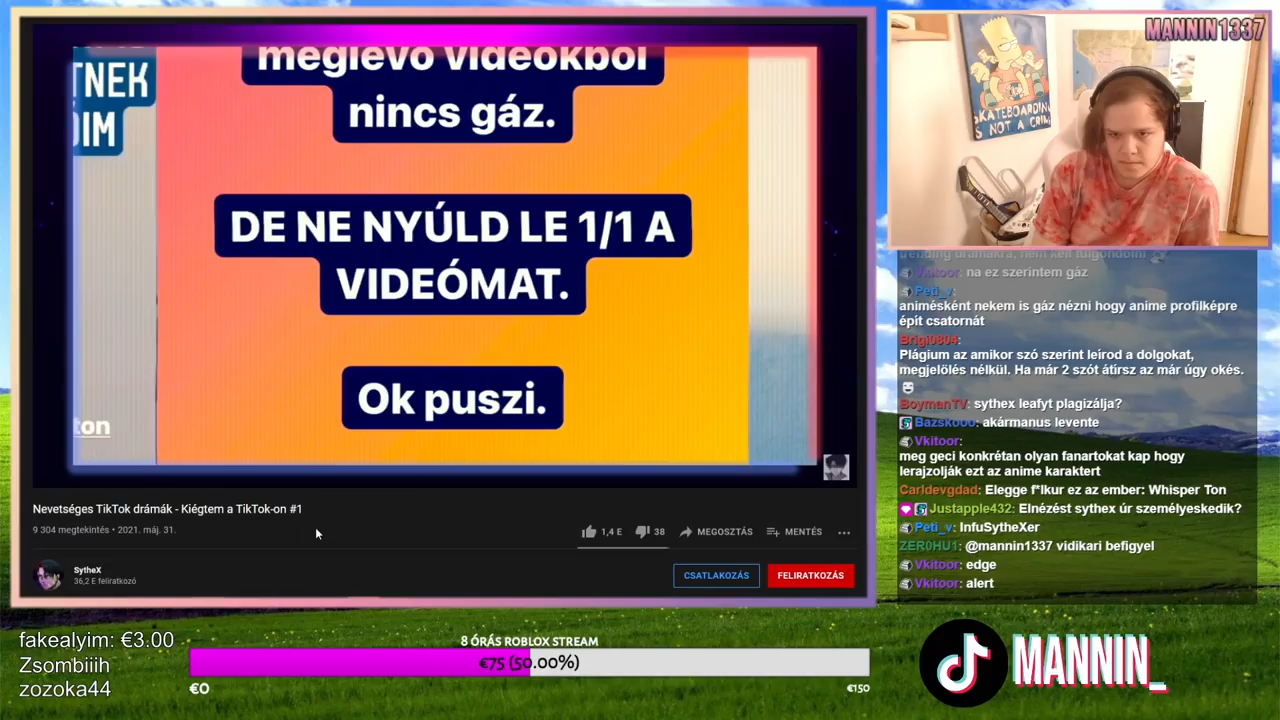 TNEK
DIM
ton
meglévő videókból
nincs gáz.
DE NE NYÚLD LE 1/1 A
VIDEÓMAT.
Ok puszi.
Nevetséges TikTok drámák - Kiégtem a TikTok-on #1
9 304 megtekintés • 2021. máj. 31.
1,4 E
38
MEGOSZTÁS
MENTÉS
SytheX
36,2 E feliratkozó
CSATLAKOZÁS
FELIRATKOZÁS
MANNIN1337
SKATEBOARDING
IS NOT A CRIM
trending drámákra, nem kell túlgondolni
Vkitoor: na ez szerintem gáz
Peti_v:
animésként nekem is gáz nézni hogy anime profilképre
épít csatornát
Brigi0804:
Plágium az amikor szó szerint leírod a dolgokat,
megjelölés nélkül. Ha már 2 szót átírsz az már úgy okés.
BoymanTV: sythex leafyt plagizálja?
Bazskooo: akármanus levente
Vkitoor:
meg geci konkrétan olyan fanartokat kap hogy
lerajzolják ezt az anime karaktert
Carldevgdad: Elegge f*lkur ez az ember: Whisper Ton
Justapple432: Elnézést sythex úr személyeskedik?
Peti_v: InfuSytheXer
ZER0HU1: @mannin1337 vidikari befigyel
Vkitoor: edge
Vkitoor: alert
fakealyim: €3.00
Zsombiiih
zozoka44
8 ÓRÁS ROBLOX STREAM
€75 (50.00%)
€0
€150
MANNIN_